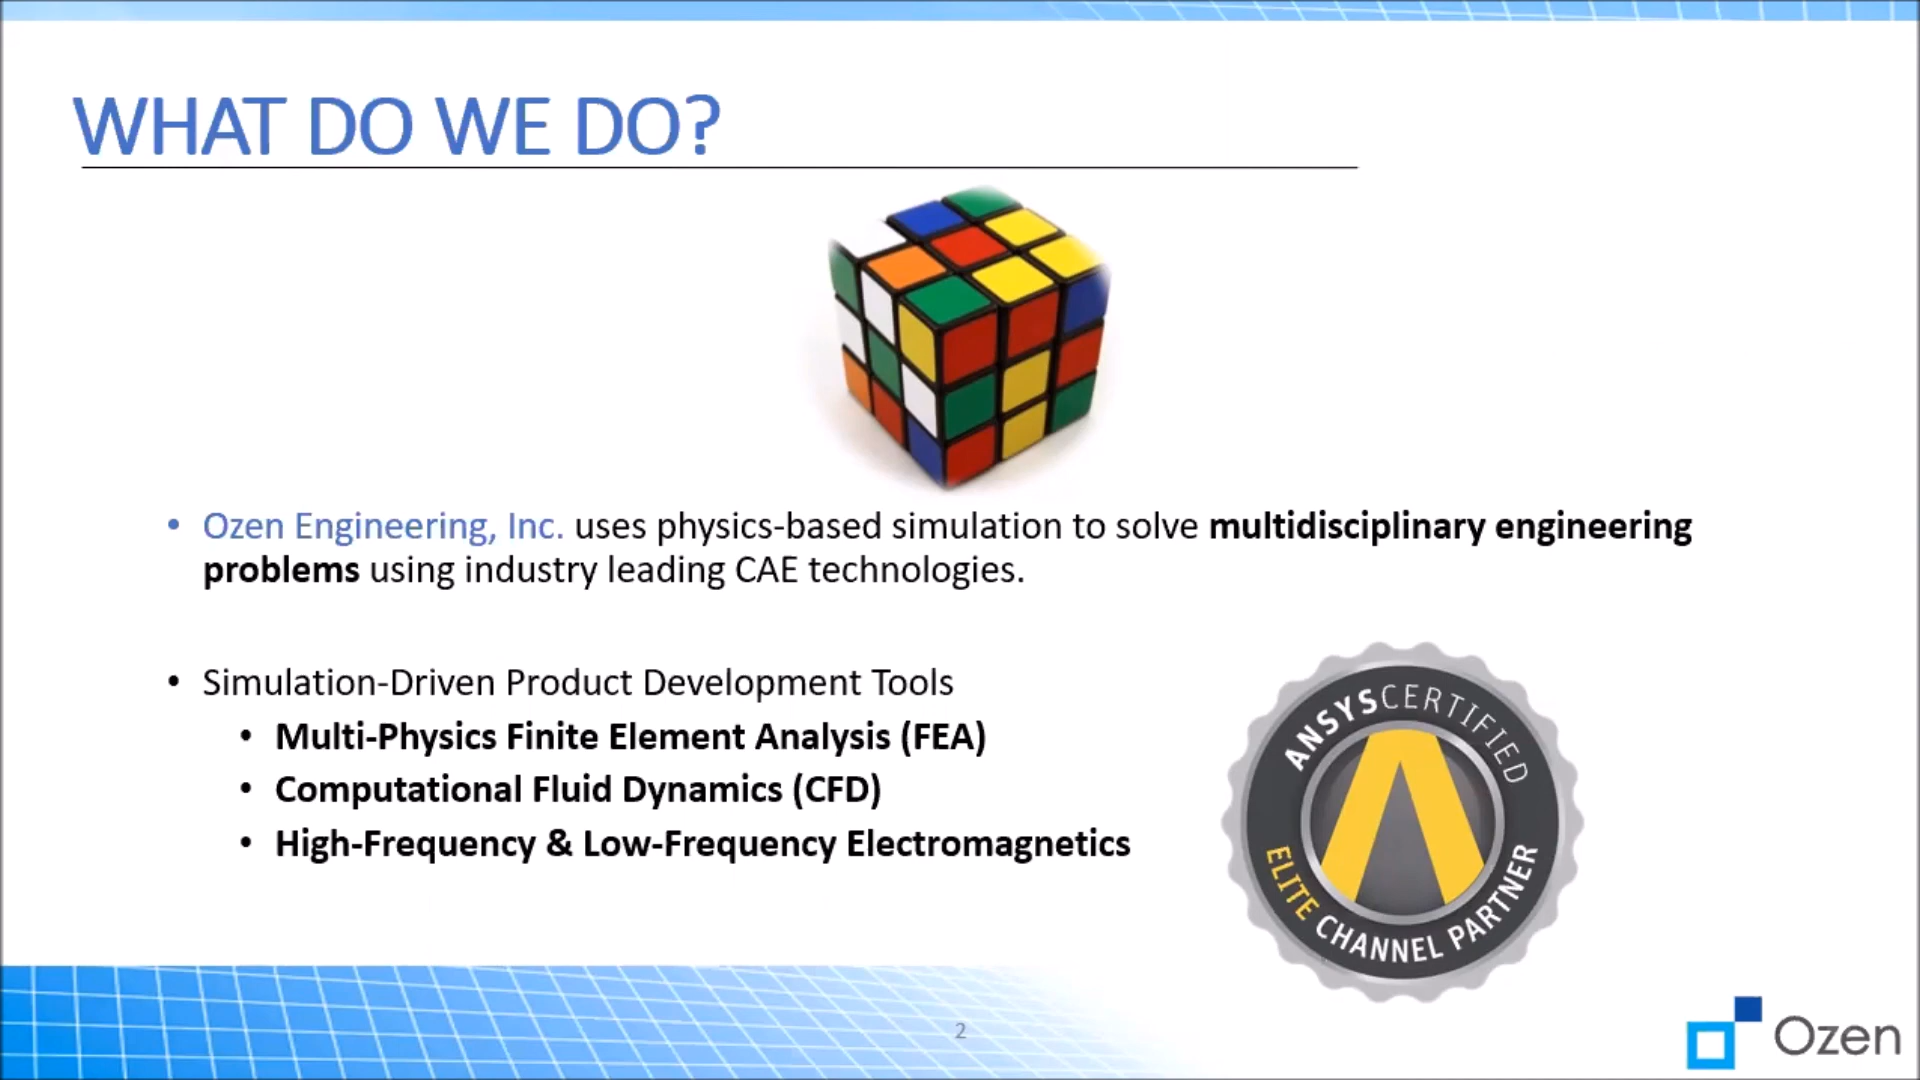 WHAT DO WE DO?
• Ozen Engineering, Inc. uses physics-based simulation to solve multidisciplinary engineering
problems using industry leading CAE technologies.
• Simulation-Driven Product Development Tools
• Multi-Physics Finite Element Analysis (FEA)
• Computational Fluid Dynamics (CFD)
• High-Frequency & Low-Frequency Electromagnetics
ANSYS CERTIFIED
ELITE CHANNEL PARTNER
2
Ozen